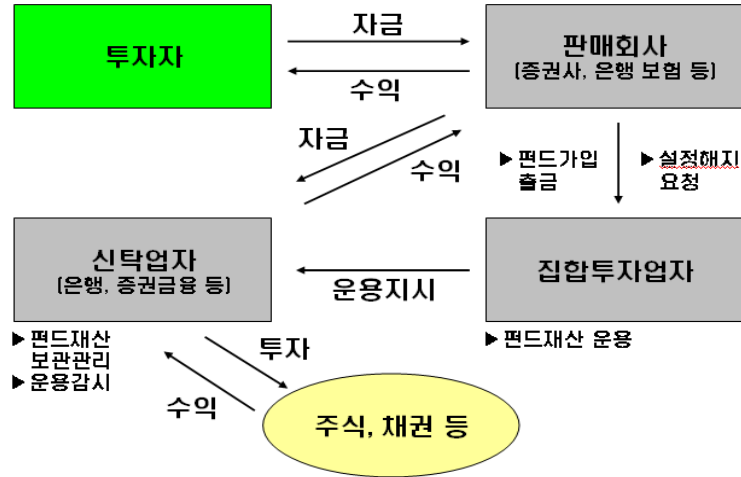 자금
투자자
판매회사
(증권사, 은행 보험 등)
수익
자금
수익
▶ 펀드가입
출금
▶ 설정해지
요청
신탁업자
(은행, 증권금융 등)
운용지시
집합투자업자
▶ 펀드재산
보관관리
▶ 운용감시
투자
수익
▶ 펀드재산 운용
주식, 채권 등